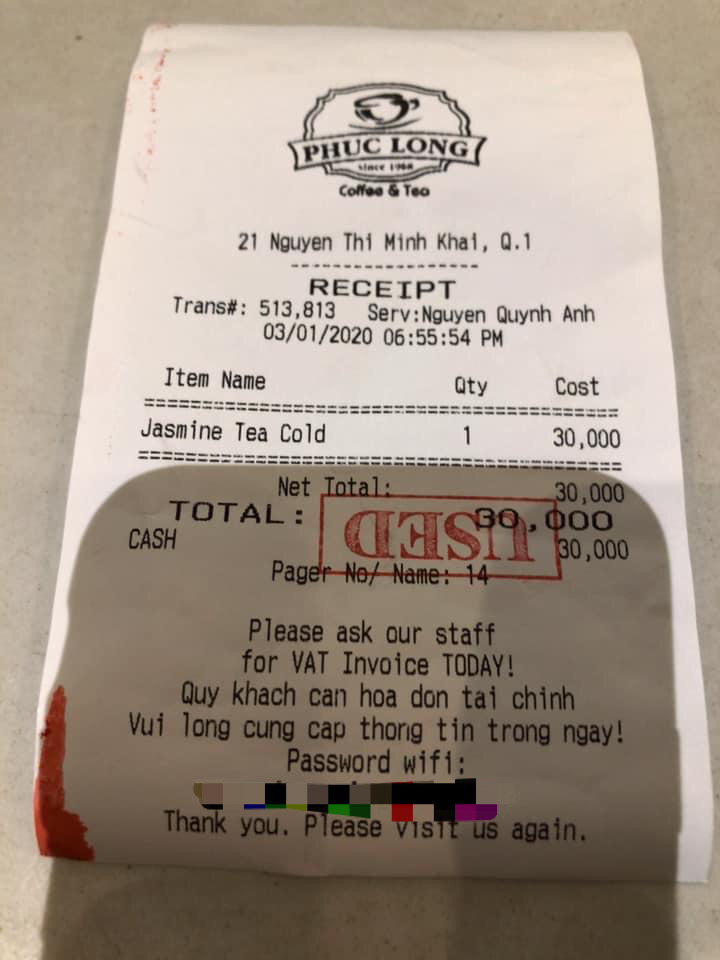 PHUC LONG
since 1968
Coffee & Tea
21 Nguyen Thi Minh Khai, Q.1
RECEIPT
Trans#: 513,813 Serv:Nguyen Quynh Anh
03/01/2020 06:55:54 PM
Item Name Qty Cost
Jasmine Tea Cold 1 30,000
Net Total: 30,000
TOTAL: 30,000
USED
CASH 30,000
Pager No/ Name: 14
Please ask our staff
for VAT Invoice TODAY!
Quy khach can hoa don tai chinh
Vui long cung cap thong tin trong ngay!
Password wifi:
Thank you. Please visit us again.